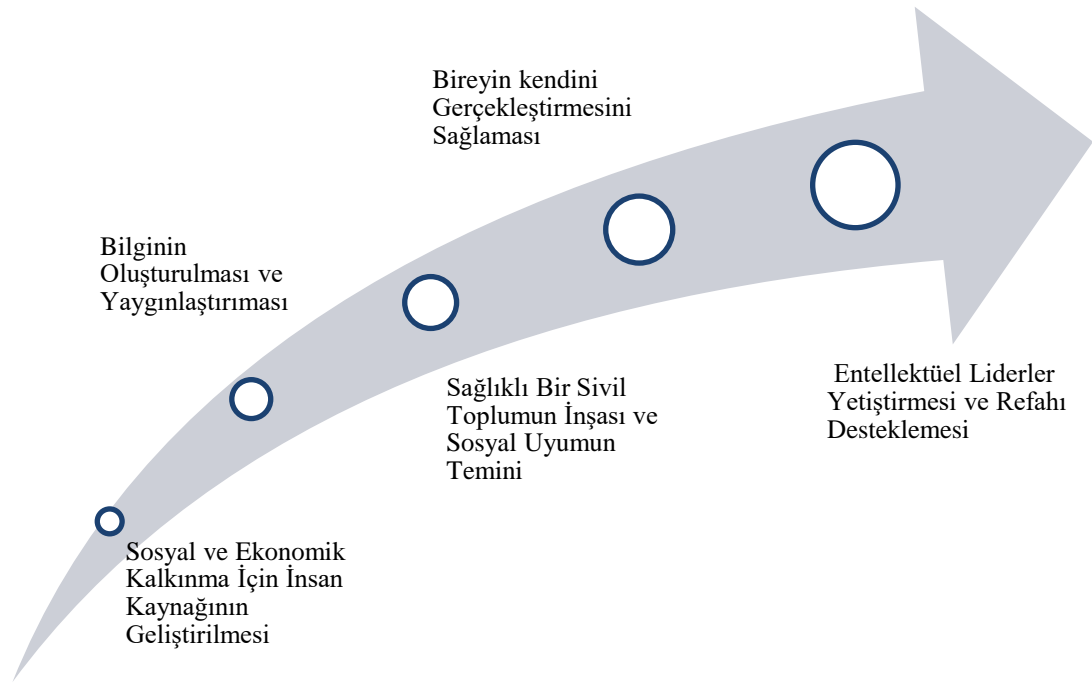 Bireyin kendini
Gerçekleştirmesini
Sağlaması
Bilginin
Oluşturulması ve
Yaygınlaştırıması
Sağlıklı Bir Sivil
Toplumun İnşası ve
Sosyal Uyumun
Temini
Entellektüel Liderler
Yetiştirmesi ve Refahı
Desteklemesi
Sosyal ve Ekonomik
Kalkınma İçin İnsan
Kaynağının
Geliştirilmesi